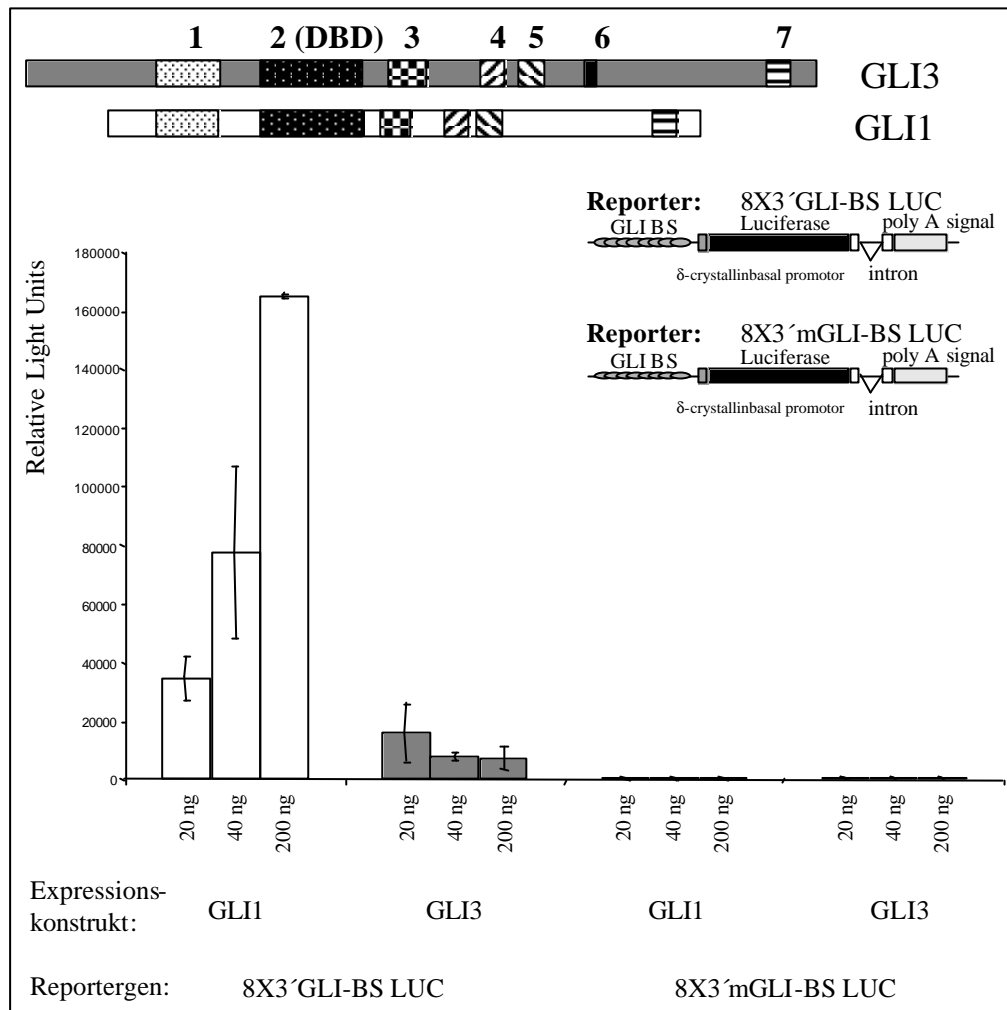 1 2 (DBD) 3 4 5 6 7
GLI3
GLI1
Reporter: 8X3´GLI-BS LUC
GLIBS Luciferase poly A signal
δ-crystallinbasal promotor intron
Reporter: 8X3´mGLI-BS LUC
GLIBS Luciferase poly A signal
δ-crystallinbasal promotor intron
Relative Light Units
180000
160000
140000
120000
100000
80000
60000
40000
20000
0
20 ng 40 ng 200 ng 20 ng 40 ng 200 ng 20 ng 40 ng 200 ng 20 ng 40 ng 200 ng
Expressions-
konstrukt: GLI1 GLI3 GLI1 GLI3
Reportergen: 8X3´GLI-BS LUC 8X3´mGLI-BS LUC